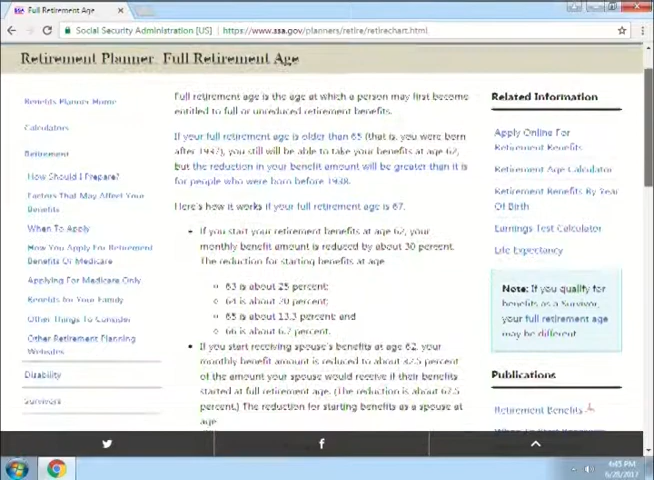 Full Retirement Age
Social Security Administration [US] https://www.ssa.gov/planners/retire/retirechart.html
Retirement Planner: Full Retirement Age
Benefits Planner Home
Calculators
Retirement
How Should I Prepare?
Factors That May Affect Your
Benefits
When To Apply
How You Apply For Retirement
Benefits Or Medicare
Applying For Medicare Only
Benefits for Your Family
Other Things To Consider
Other Retirement Planning
Websites
Disability
Survivors
Full retirement age is the age at which a person may first become
entitled to full or unreduced retirement benefits.
If your full retirement age is older than 65 (that is, you were born
after 1937), you still will be able to take your benefits at age 62,
but the reduction in your benefit amount will be greater than it is
for people who were born before 1938.
Here's how it works if your full retirement age is 67.
If you start your retirement benefits at age 62, your
monthly benefit amount is reduced by about 30 percent.
The reduction for starting benefits at age
63 is about 25 percent;
64 is about 20 percent;
65 is about 13.3 percent; and
66 is about 6.7 percent.
If you start receiving spouse's benefits at age 62, your
monthly benefit amount is reduced to about 32.5 percent
of the amount your spouse would receive if their benefits
started at full retirement age. (The reduction is about 67.5
percent.) The reduction for starting benefits as a spouse at
age
Related Information
Apply Online For
Retirement Benefits
Retirement Age Calculator
Retirement Benefits By Year
Of Birth
Earnings Test Calculator
Life Expectancy
Note: If you qualify for
benefits as a Survivor,
your full retirement age
may be different.
Publications
Retirement Benefits
When To Start Receiving
4:45 PM
6/28/2017